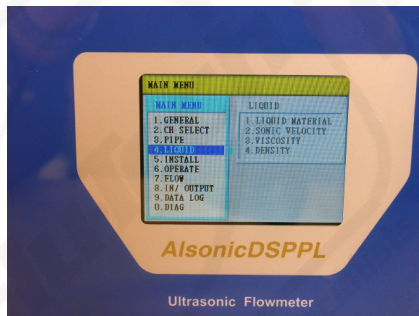 MAIN MENU
MAIN MENU
1.GENERAL
2.CH SELECT
3.PIPE
4.LIQUID
5.INSTALL
6.OPERATE
7.FLOW
8.IN/ OUTPUT
9.DATA LOG
0.DIAG
LIQUID
1.LIQUID MATERIAL
2.SONIC VELOCITY
3.VISCOSITY
4.DENSITY
AlsonicDSPPL
Ultrasonic Flowmeter